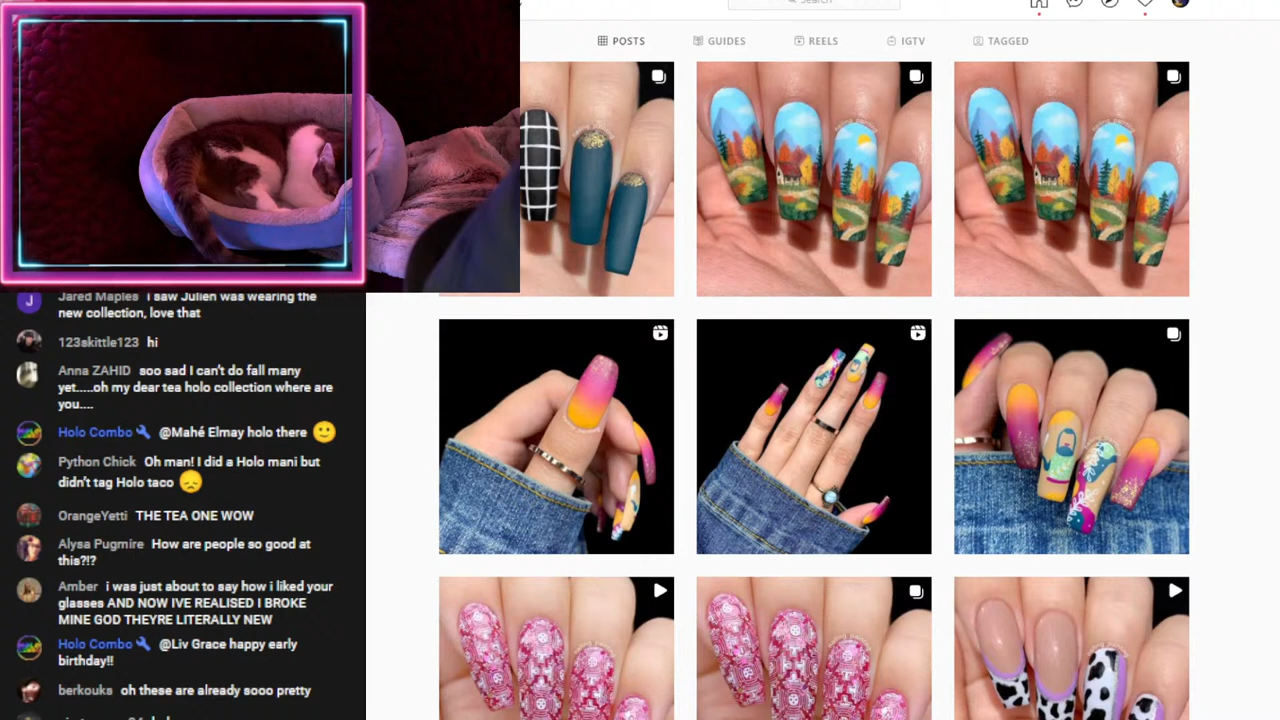 Search
POSTS
GUIDES
REELS
IGTV
TAGGED
J
Jared Maples i saw Julien was wearing the
new collection, love that
123skittle123 hi
Anna ZAHID soo sad I can't do fall many
yet.....oh my dear tea holo collection where are
you....
Holo Combo @Mahé Elmay holo there 🙂
Python Chick Oh man! I did a Holo mani but
didn't tag Holo taco 😞
OrangeYetti THE TEA ONE WOW
Alysa Pugmire How are people so good at
this?!?
Amber i was just about to say how i liked your
glasses AND NOW IVE REALISED I BROKE
MINE GOD THEYRE LITERALLY NEW
Holo Combo @Liv Grace happy early
birthday!!
berkouks oh these are already sooo pretty